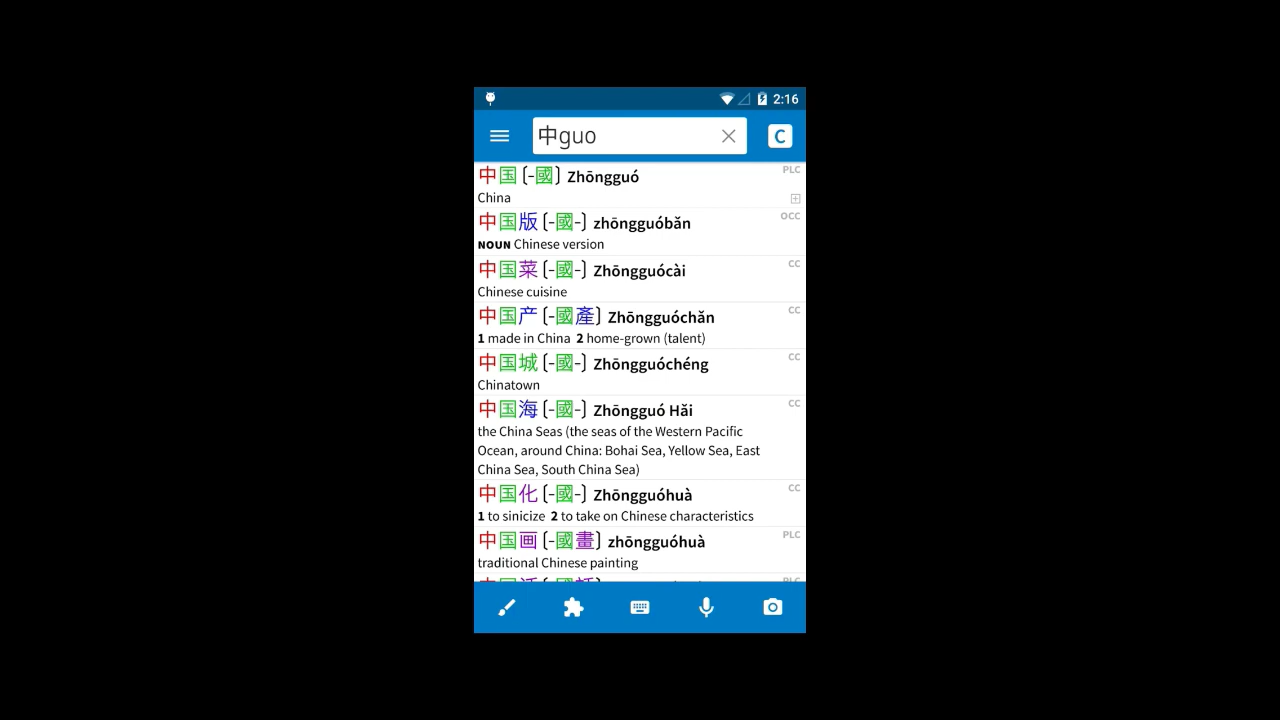 2:16
中guo
C
中国 (-國) Zhōngguó PLC
China
中国版 (-國-) zhōngguóbǎn OCC
NOUN Chinese version
中国菜 (-國-) Zhōngguócài CC
Chinese cuisine
中国产 (-國產) Zhōngguóchǎn CC
1 made in China 2 home-grown (talent)
中国城 (-國-) Zhōngguóchéng CC
Chinatown
中国海 (-國-) Zhōngguó Hǎi CC
the China Seas (the seas of the Western Pacific
Ocean, around China: Bohai Sea, Yellow Sea, East
China Sea, South China Sea)
中国化 (-國-) Zhōngguóhuà CC
1 to sinicize 2 to take on Chinese characteristics
中国画 (-國畫) zhōngguóhuà PLC
traditional Chinese painting